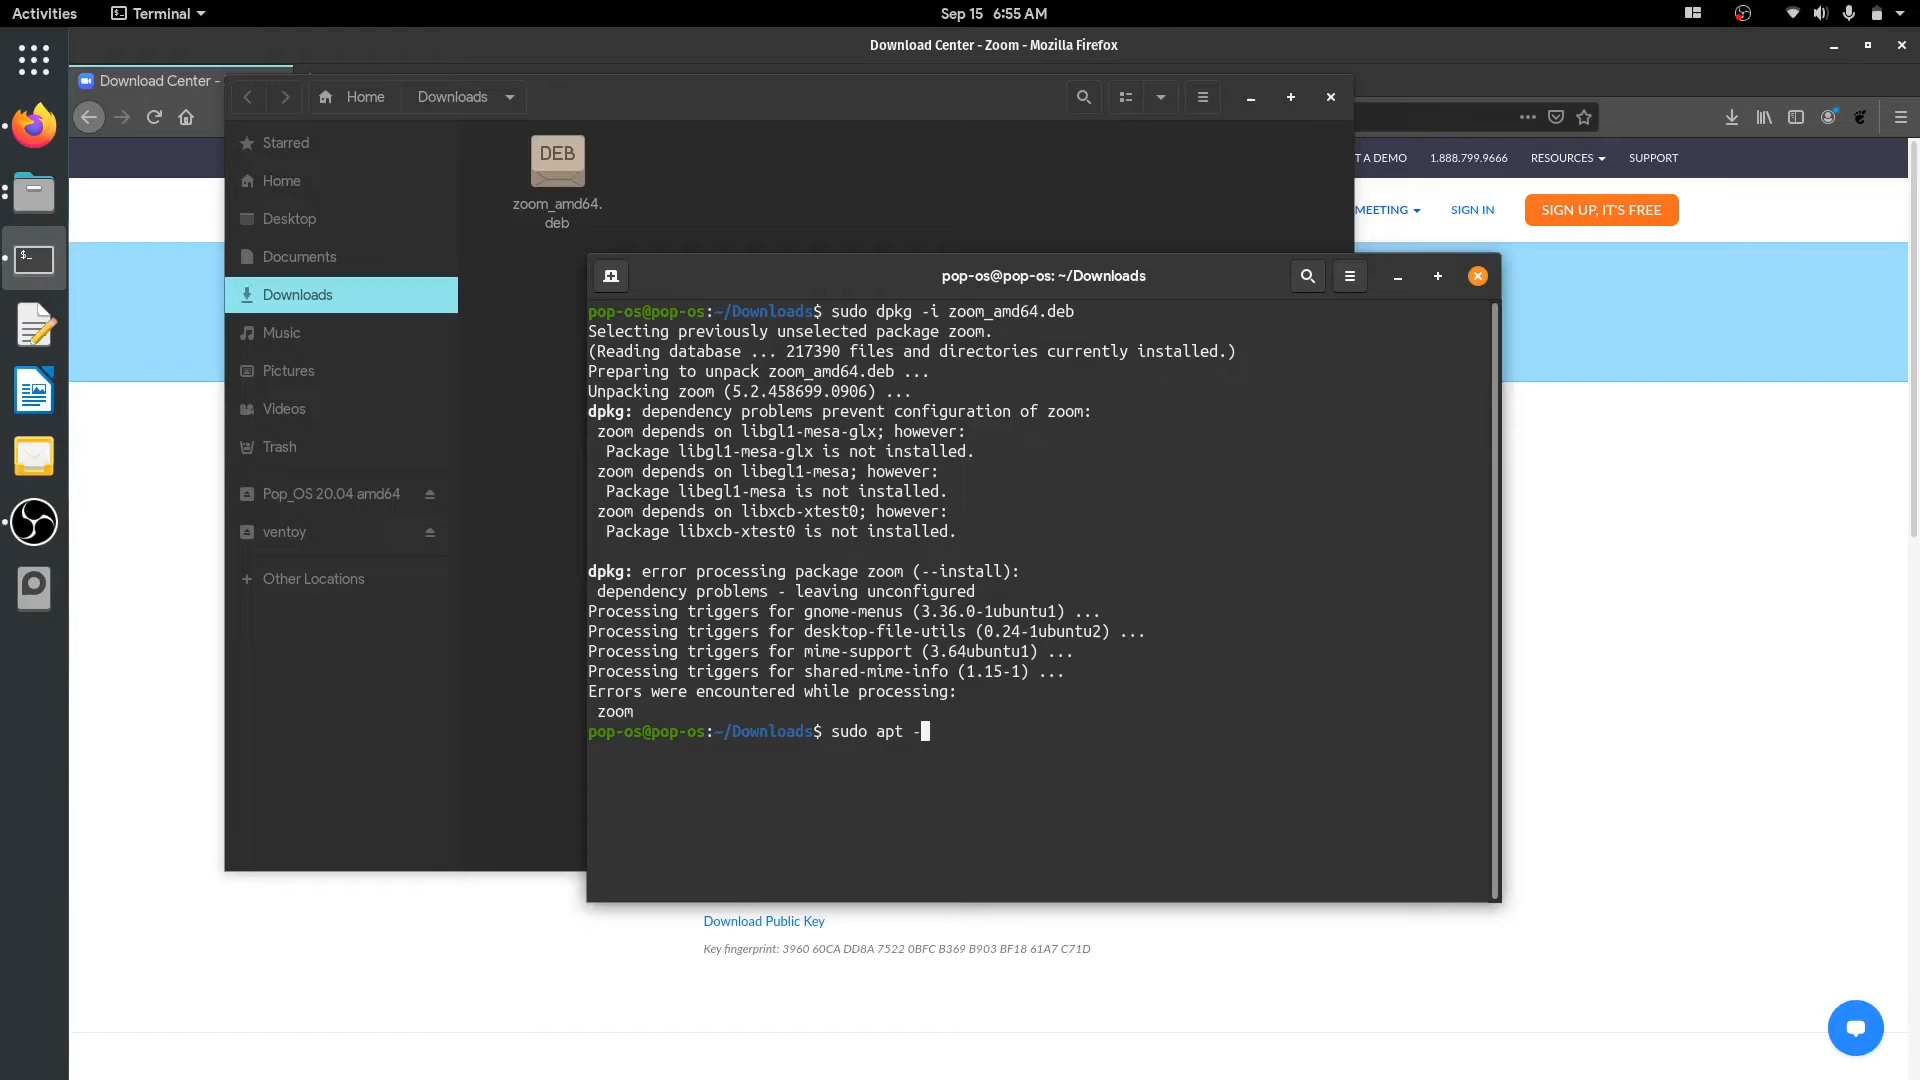 Activities
Terminal
Sep 15 6:55 AM
Download Center - Zoom - Mozilla Firefox
Download Center -
Home
Downloads
Starred
Home
Desktop
Documents
Downloads
Music
Pictures
Videos
Trash
Pop_OS 20.04 amd64
ventoy
+ Other Locations
DEB
zoom_amd64.
deb
T A DEMO 1.888.799.9666 RESOURCES SUPPORT
MEETING SIGN IN SIGN UP, IT'S FREE
pop-os@pop-os: ~/Downloads
pop-os@pop-os:~/Downloads$ sudo dpkg -i zoom_amd64.deb
Selecting previously unselected package zoom.
(Reading database ... 217390 files and directories currently installed.)
Preparing to unpack zoom_amd64.deb ...
Unpacking zoom (5.2.458699.0906) ...
dpkg: dependency problems prevent configuration of zoom:
zoom depends on libgl1-mesa-glx; however:
Package libgl1-mesa-glx is not installed.
zoom depends on libegl1-mesa; however:
Package libegl1-mesa is not installed.
zoom depends on libxcb-xtest0; however:
Package libxcb-xtest0 is not installed.
dpkg: error processing package zoom (--install):
dependency problems - leaving unconfigured
Processing triggers for gnome-menus (3.36.0-1ubuntu1) ...
Processing triggers for desktop-file-utils (0.24-1ubuntu2) ...
Processing triggers for mime-support (3.64ubuntu1) ...
Processing triggers for shared-mime-info (1.15-1) ...
Errors were encountered while processing:
zoom
pop-os@pop-os:~/Downloads$ sudo apt -
Download Public Key
Key fingerprint: 3960 60CA DD8A 7522 0BFC B369 B903 BF18 61A7 C71D